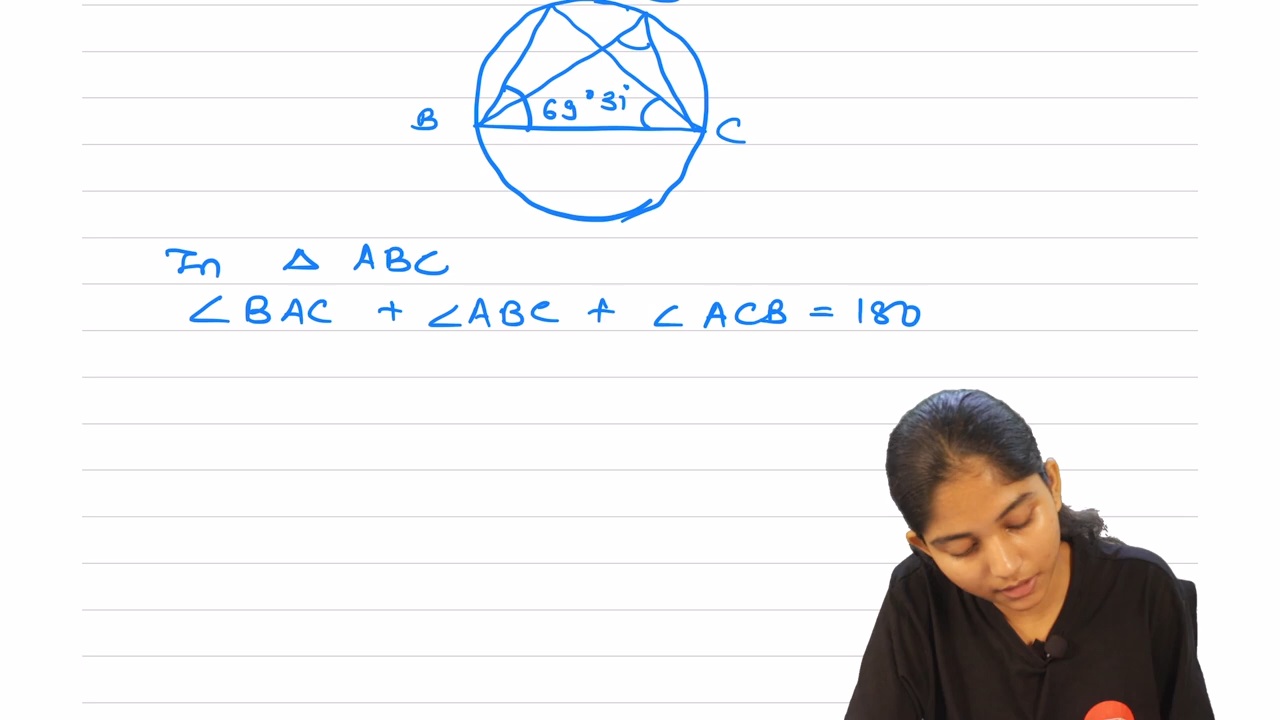 69° 31°
B
C
In △ ABC
∠BAC + ∠ABC + ∠ACB = 180